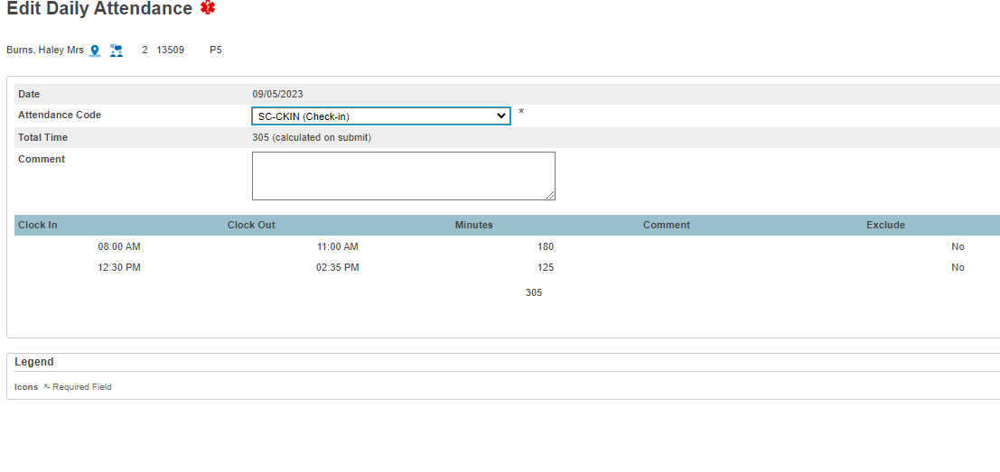 Edit Daily Attendance
Burns, Haley Mrs 2 13509 P5
Date 09/05/2023
Attendance Code SC-CKIN (Check-in) *
Total Time 305 (calculated on submit)
Comment
Clock In Clock Out Minutes Comment Exclude
08:00 AM 11:00 AM 180 No
12:30 PM 02:35 PM 125 No
305
Legend
Icons *- Required Field